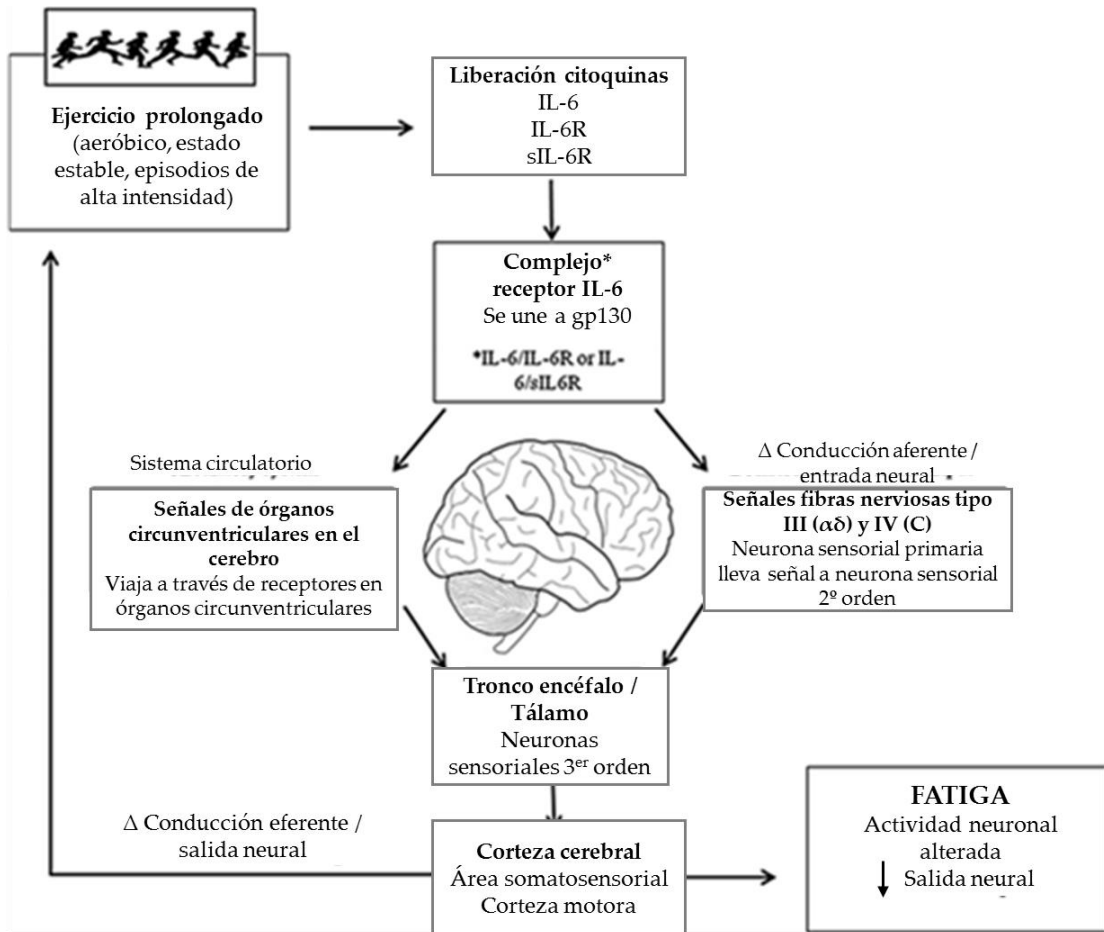 Ejercicio prolongado
(aeróbico, estado
estable, episodios de
alta intensidad)
Liberación citoquinas
IL-6
IL-6R
sIL-6R
Complejo*
receptor IL-6
Se une a gp130
*IL-6/IL-6R or IL-
6/sIL6R
Sistema circulatorio
Señales de órganos
circunventriculares en el
cerebro
Viaja a través de receptores en
órganos circunventriculares
Δ Conducción aferente /
entrada neural
Señales fibras nerviosas tipo
III (αδ) y IV (C)
Neurona sensorial primaria
lleva señal a neurona sensorial
2º orden
Tronco encéfalo /
Tálamo
Neuronas
sensoriales 3er orden
Δ Conducción eferente /
salida neural
Corteza cerebral
Área somatosensorial
Corteza motora
FATIGA
Actividad neuronal
alterada
↓ Salida neural